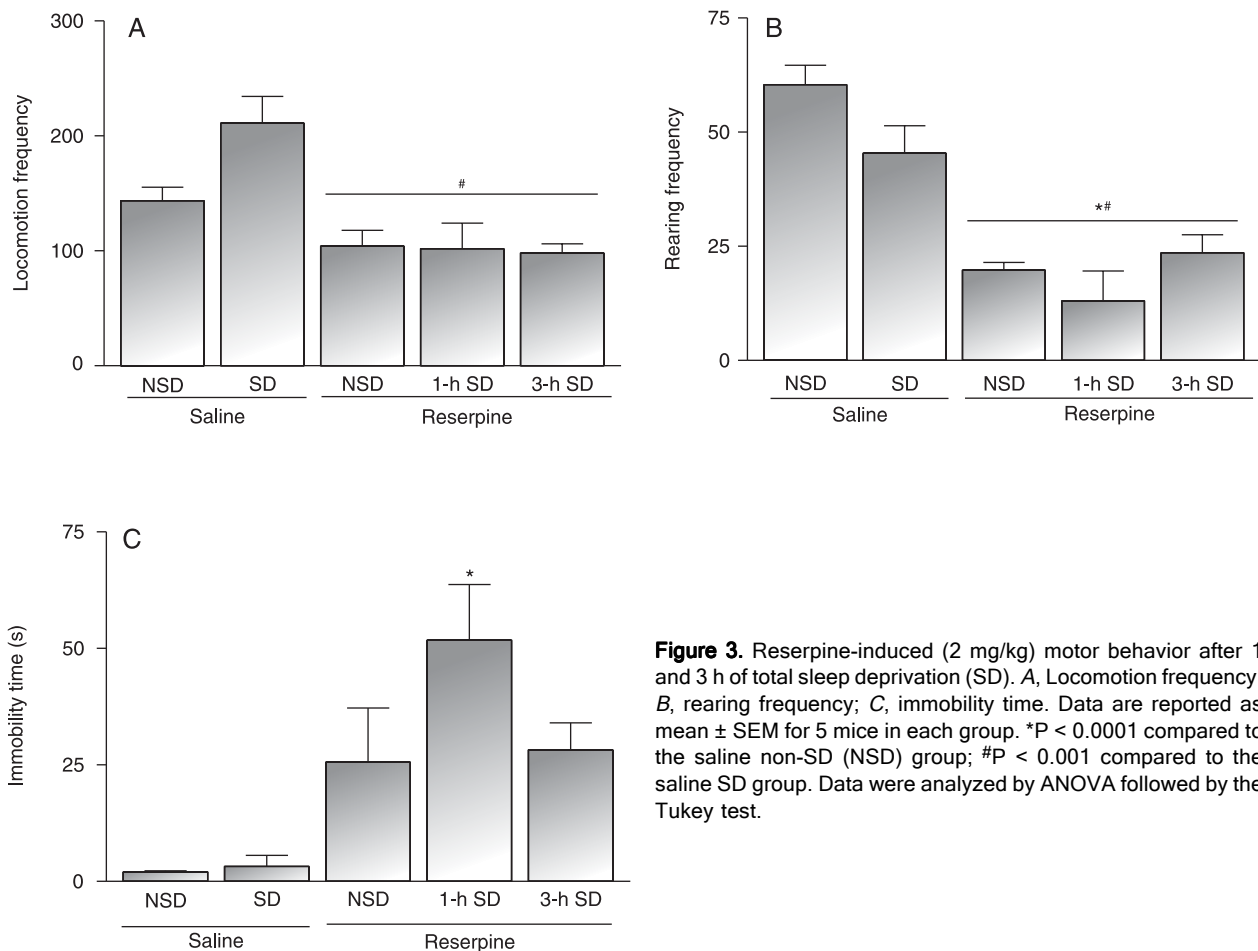 A
Locomotion frequency
300
200
100
0
#
NSD SD NSD 1-h SD 3-h SD
Saline Reserpine
B
Rearing frequency
75
50
25
0
*#
NSD SD NSD 1-h SD 3-h SD
Saline Reserpine
C
Immobility time (s)
75
50
25
0
*
NSD SD NSD 1-h SD 3-h SD
Saline Reserpine
Figure 3. Reserpine-induced (2 mg/kg) motor behavior after 1
and 3 h of total sleep deprivation (SD). A, Locomotion frequency
B, rearing frequency; C, immobility time. Data are reported as
mean ± SEM for 5 mice in each group. *P < 0.0001 compared to
the saline non-SD (NSD) group; #P < 0.001 compared to the
saline SD group. Data were analyzed by ANOVA followed by the
Tukey test.